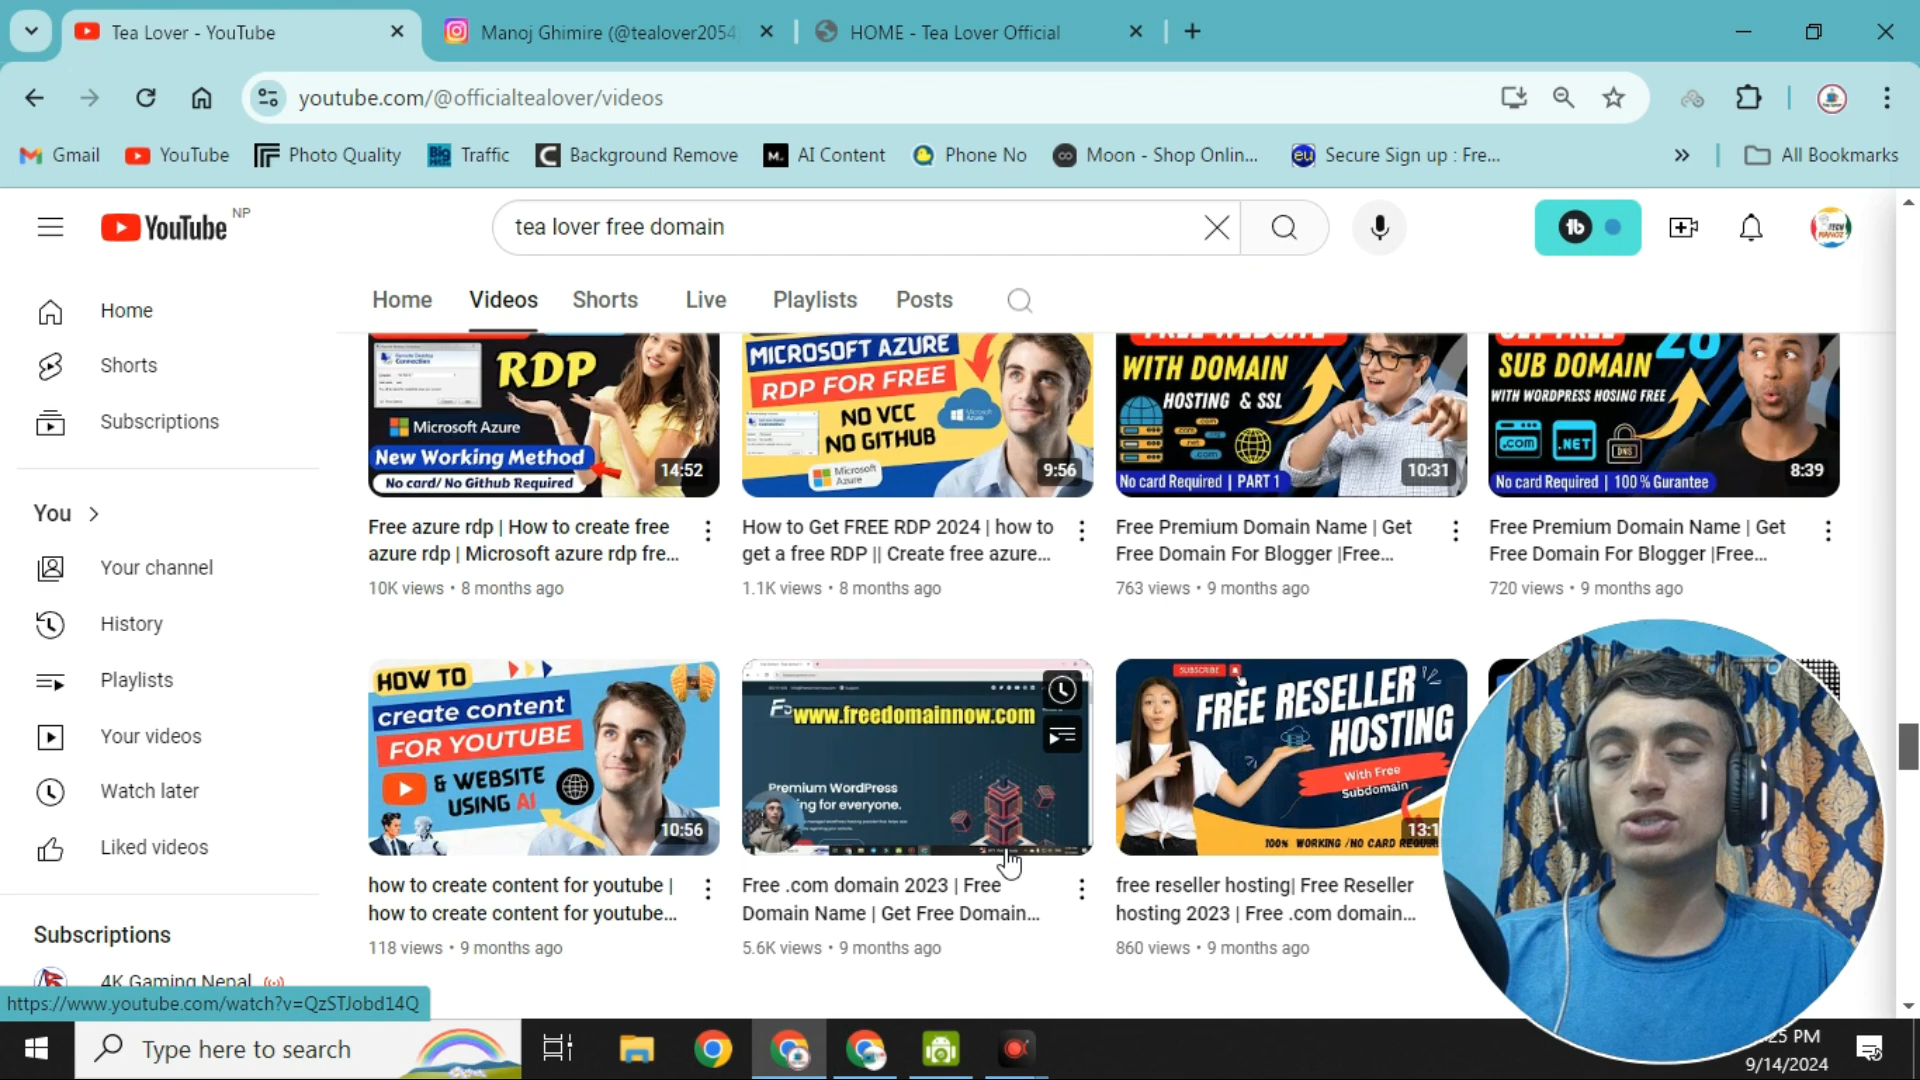 Tea Lover - YouTube
Manoj Ghimire (@tealover2054
HOME - Tea Lover Official
youtube.com/@officialtealover/videos
Gmail
YouTube
Photo Quality
Traffic
Background Remove
AI Content
Phone No
Moon - Shop Onlin...
Secure Sign up : Fre...
All Bookmarks
YouTube NP
tea lover free domain
Home
Shorts
Subscriptions
You
Your channel
History
Playlists
Your videos
Watch later
Liked videos
Subscriptions
4K Gaming Nepal
Home Videos Shorts Live Playlists Posts
RDP
Microsoft Azure
New Working Method
No card/ No Github Required
14:52
Free azure rdp | How to create free
azure rdp | Microsoft azure rdp fre...
10K views • 8 months ago
MICROSOFT AZURE
RDP FOR FREE
NO VCC
NO GITHUB
Microsoft
Azure
9:56
How to Get FREE RDP 2024 | how to
get a free RDP || Create free azure...
1.1K views • 8 months ago
FREE WEBSITE
WITH DOMAIN
HOSTING & SSL
No card Required | PART 1
10:31
Free Premium Domain Name | Get
Free Domain For Blogger |Free...
763 views • 9 months ago
GET FREE
SUB DOMAIN
WITH WORDPRESS HOSING FREE
.com
.NET
DNS
No card Required | 100 % Gurantee
8:39
Free Premium Domain Name | Get
Free Domain For Blogger |Free...
720 views • 9 months ago
HOW TO
create content
FOR YOUTUBE
& WEBSITE
USING AI
10:56
how to create content for youtube |
how to create content for youtube...
118 views • 9 months ago
www.freedomainnow.com
Premium WordPress
ing for everyone.
Free .com domain 2023 | Free
Domain Name | Get Free Domain...
5.6K views • 9 months ago
SUBSCRIBE
FREE RESELLER
HOSTING
With Free
Subdomain
100% WORKING /NO CARD
13:1
free reseller hosting| Free Reseller
hosting 2023 | Free .com domain...
860 views • 9 months ago
https://www.youtube.com/watch?v=QzSTJobd14Q
Type here to search
:25 PM
9/14/2024